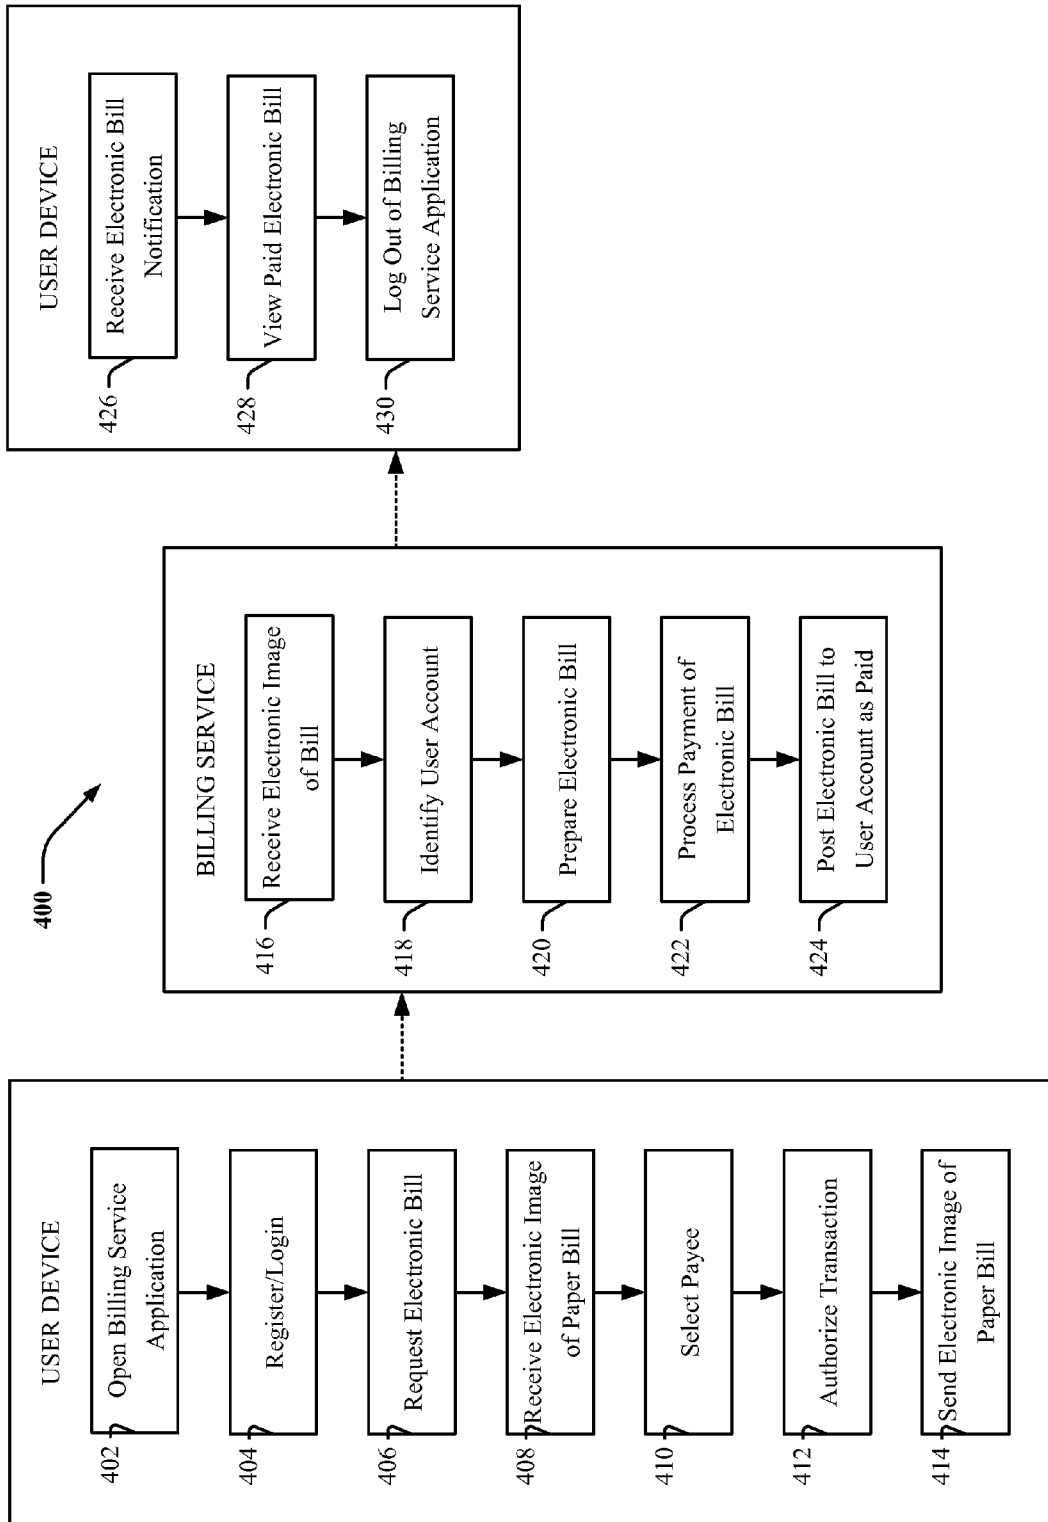 400
USER DEVICE
402
Open Billing Service
Application
404
Register/Login
406
Request Electronic Bill
408
Receive Electronic Image
of Paper Bill
410
Select Payee
412
Authorize Transaction
414
Send Electronic Image of
Paper Bill
BILLING SERVICE
416
Receive Electronic Image
of Bill
418
Identify User Account
420
Prepare Electronic Bill
422
Process Payment of
Electronic Bill
424
Post Electronic Bill to
User Account as Paid
USER DEVICE
426
Receive Electronic Bill
Notification
428
View Paid Electronic Bill
430
Log Out of Billing
Service Application